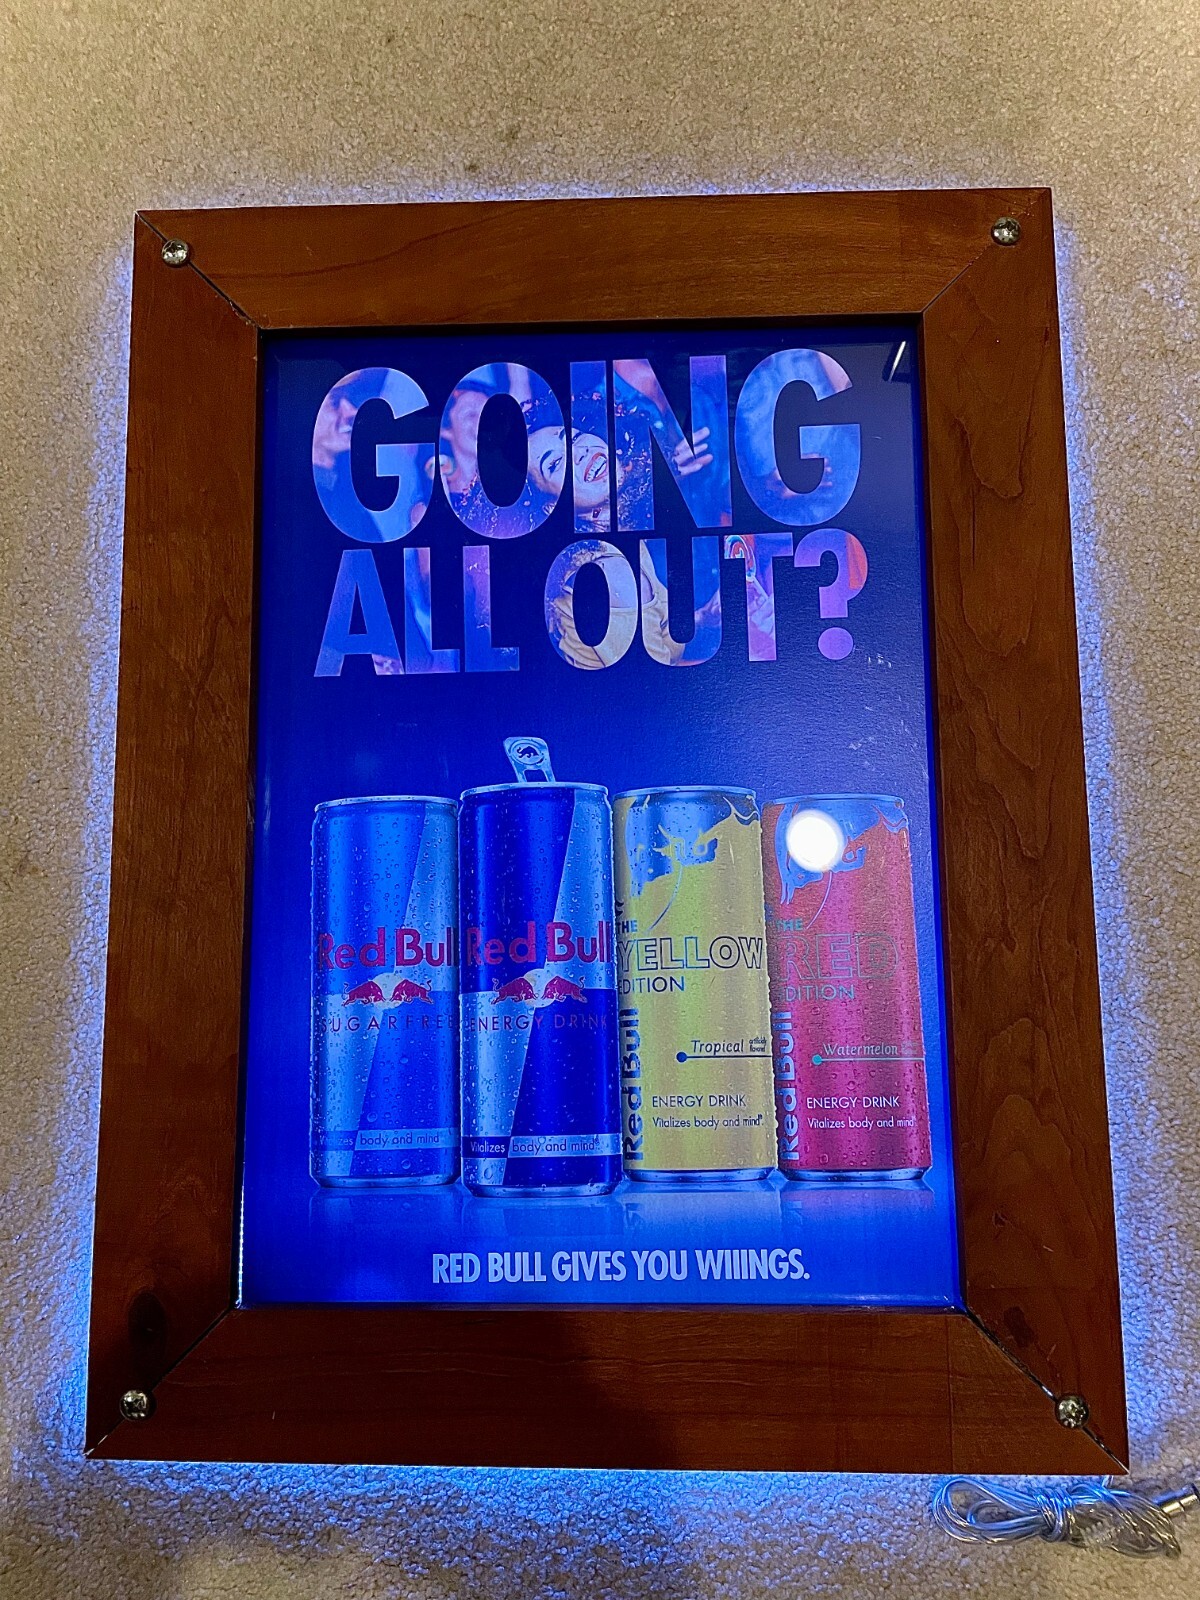 GOING
ALL OUT?
Red Bull
SUGARFREE
Vitalizes body and mind
Red Bull
ENERGY DRINK
Vitalizes body and mind®
THE
YELLOW
EDITION
Red Bull
Tropical artificially flavored
ENERGY DRINK
Vitalizes body and mind®.
THE
RED
EDITION
Red Bull
Watermelon
ENERGY DRINK
Vitalizes body and mind
RED BULL GIVES YOU WIIINGS.